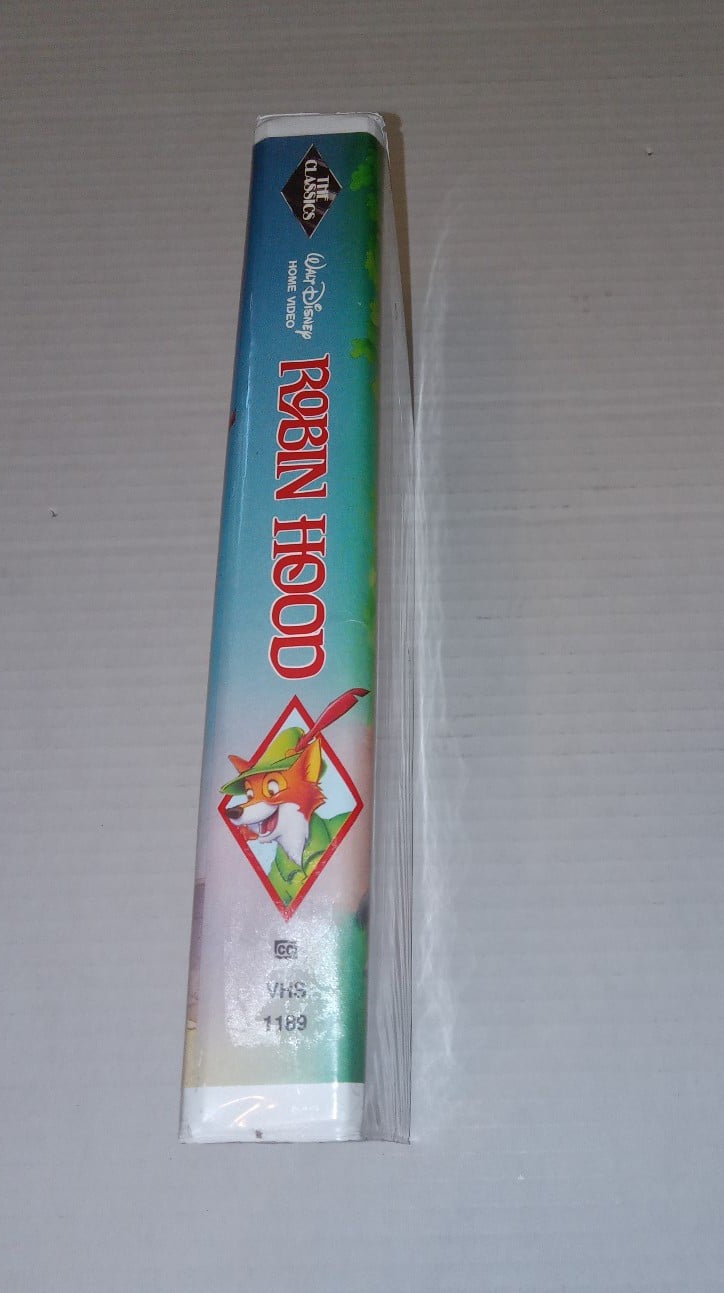 THE
CLASSICS
WALT DISNEY
HOME VIDEO
ROBIN HOOD
CC
VHS
1189